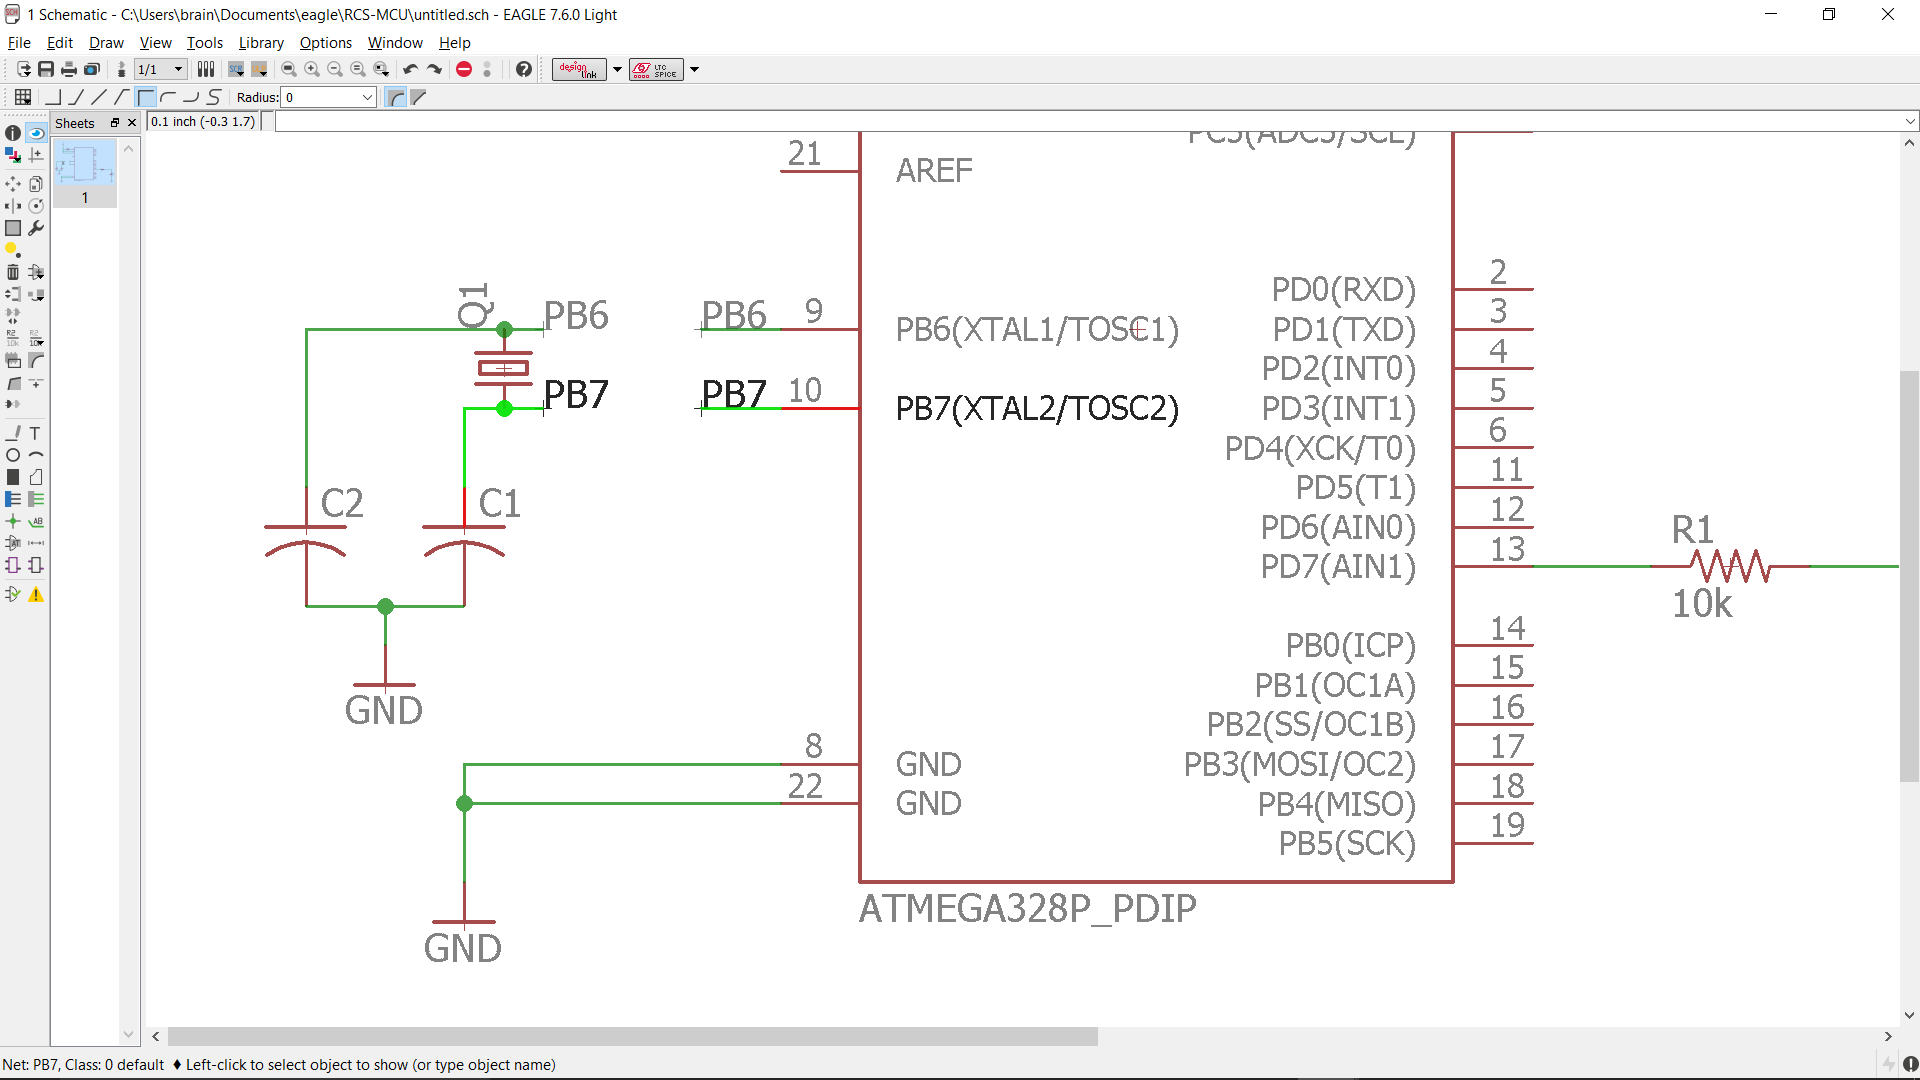 1 Schematic - C:\Users\brain\Documents\eagle\RCS-MCU\untitled.sch - EAGLE 7.6.0 Light
File Edit Draw View Tools Library Options Window Help
1/1
design link
LTC SPICE
Radius: 0
Sheets
0.1 inch (-0.3 1.7)
1
PC5(ADC5/SCL)
21
AREF
2
PD0(RXD)
Q1
PB6
PB6
9
PB6(XTAL1/TOSC1)
3
PD1(TXD)
4
PD2(INT0)
PB7
PB7
10
PB7(XTAL2/TOSC2)
5
PD3(INT1)
6
PD4(XCK/T0)
C2
C1
11
PD5(T1)
12
PD6(AIN0)
13
PD7(AIN1)
R1
10k
14
PB0(ICP)
15
PB1(OC1A)
GND
16
PB2(SS/OC1B)
8
GND
17
PB3(MOSI/OC2)
22
GND
18
PB4(MISO)
19
PB5(SCK)
ATMEGA328P_PDIP
GND
Net: PB7, Class: 0 default ♦ Left-click to select object to show (or type object name)